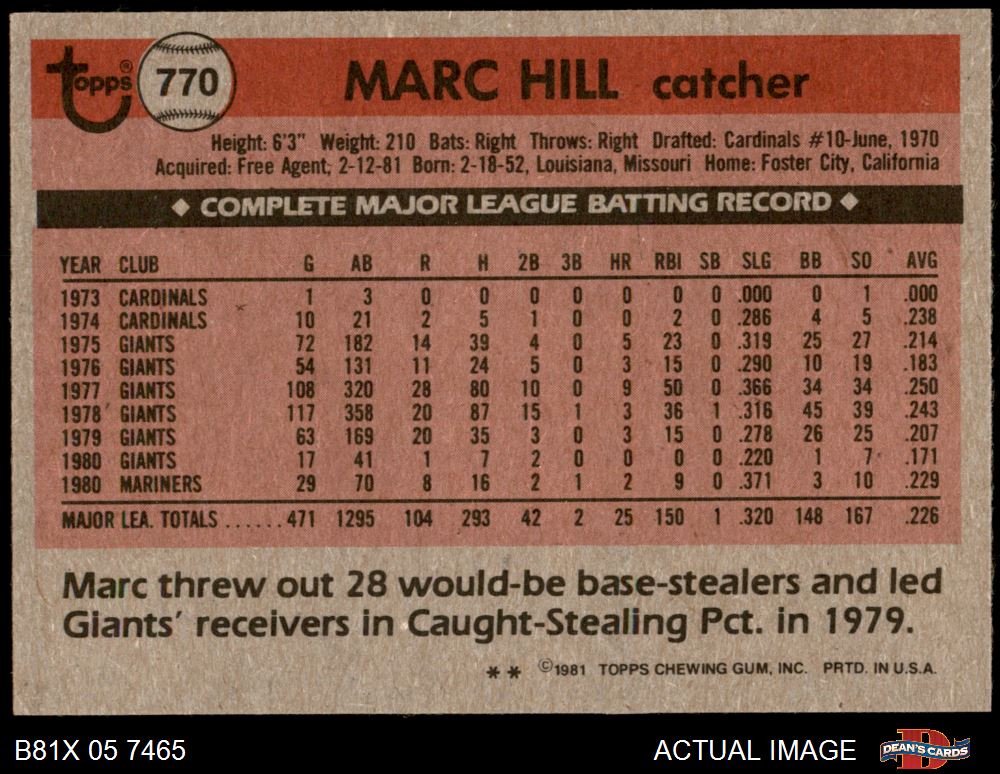 topps® 770 MARC HILL catcher
Height: 6'3" Weight: 210 Bats: Right Throws: Right Drafted: Cardinals #10-June, 1970
Acquired: Free Agent, 2-12-81 Born: 2-18-52, Louisiana, Missouri Home: Foster City, California
◆ COMPLETE MAJOR LEAGUE BATTING RECORD ◆
YEAR CLUB G AB R H 2B 3B HR RBI SB SLG BB SO AVG
1973 CARDINALS 1 3 0 0 0 0 0 0 0 .000 0 1 .000
1974 CARDINALS 10 21 2 5 1 0 0 2 0 .286 4 5 .238
1975 GIANTS 72 182 14 39 4 0 5 23 0 .319 25 27 .214
1976 GIANTS 54 131 11 24 5 0 3 15 0 .290 10 19 .183
1977 GIANTS 108 320 28 80 10 0 9 50 0 .366 34 34 .250
1978 GIANTS 117 358 20 87 15 1 3 36 1 .316 45 39 .243
1979 GIANTS 63 169 20 35 3 0 3 15 0 .278 26 25 .207
1980 GIANTS 17 41 1 7 2 0 0 0 0 .220 1 7 .171
1980 MARINERS 29 70 8 16 2 1 2 9 0 .371 3 10 .229
MAJOR LEA. TOTALS ......471 1295 104 293 42 2 25 150 1 .320 148 167 .226
Marc threw out 28 would-be base-stealers and led
Giants' receivers in Caught-Stealing Pct. in 1979.
** ©1981 TOPPS CHEWING GUM, INC. PRTD. IN U.S.A.
B81X 05 7465 ACTUAL IMAGE DEAN'S CARDS